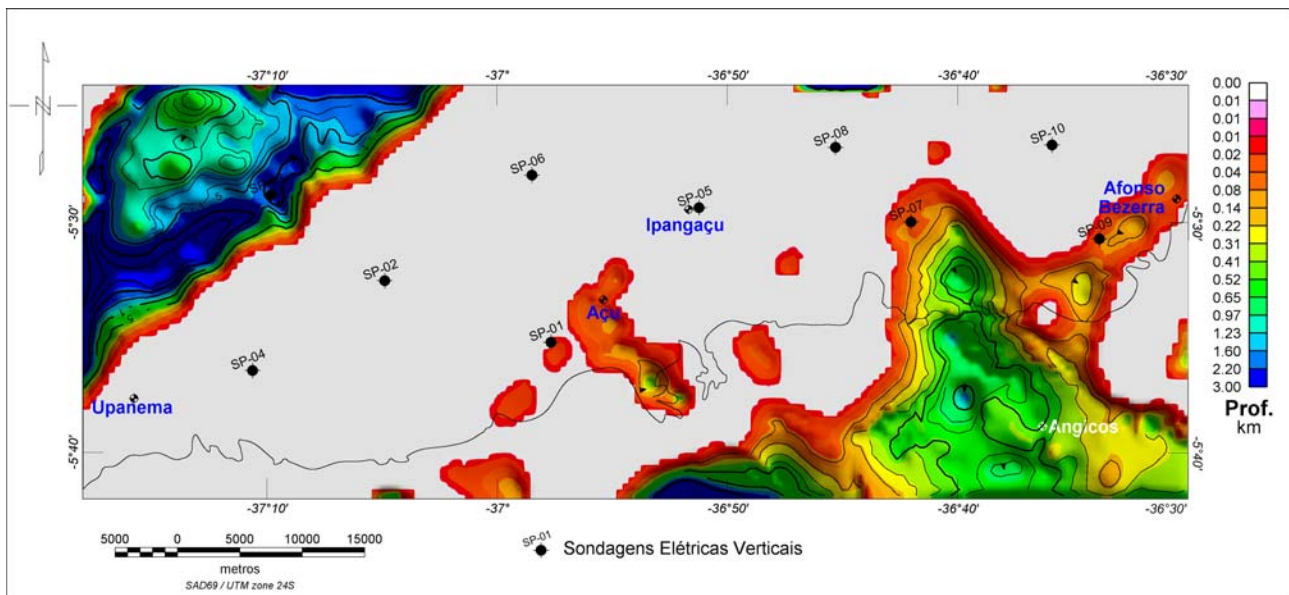 -37°10'
-37°
-36°50'
-36°40'
-36°30'
N
SP-10
SP-08
SP-06
SP-05
Ipangaçu
Afonso
Bezerra
SP-07
SP-09
-5°30'
-5°30'
SP-02
Açu
SP-01
SP-04
Upanema
Angicos
-5°40'
-5°40'
-37°10'
-37°
-36°50'
-36°40'
-36°30'
0.00
0.01
0.01
0.01
0.02
0.04
0.08
0.14
0.22
0.31
0.41
0.52
0.65
0.97
1.23
2.60
3.00
Prof.
km
5000 0 5000 10000 15000
metros
SAD69 / UTM zone 24S
SP-01
Sondagens Elétricas Verticais